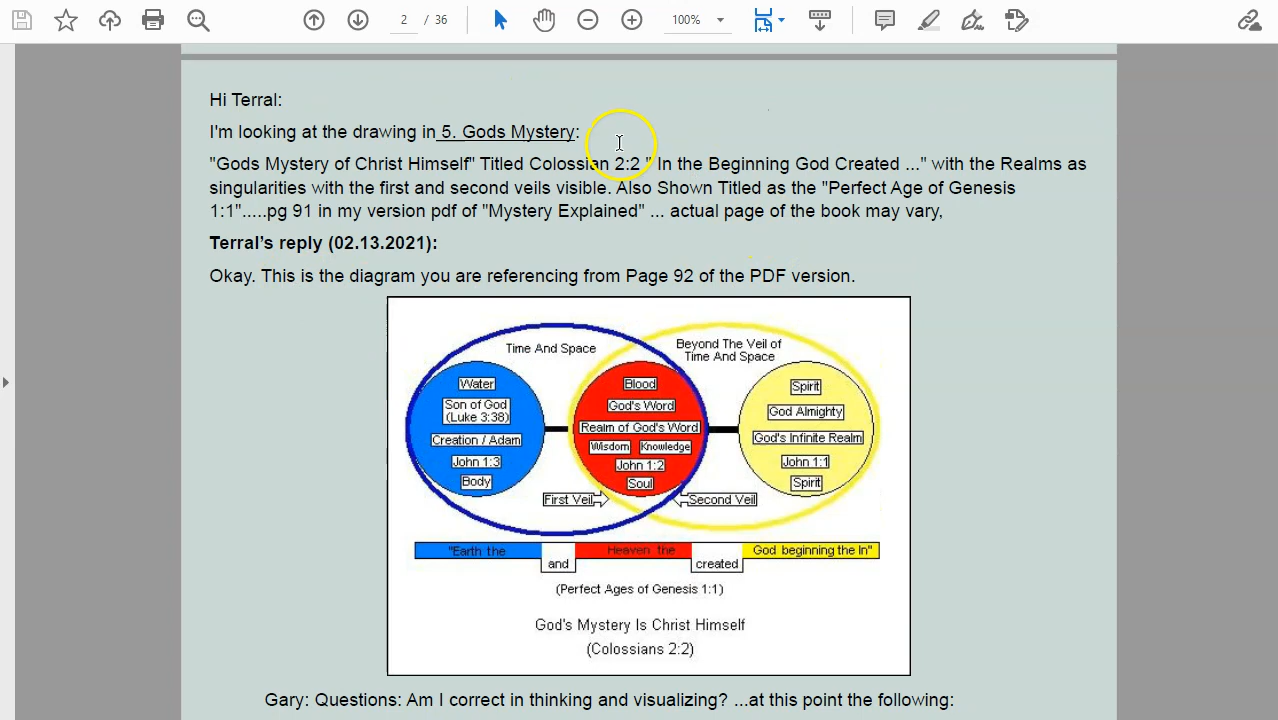 2 / 36
100%
Hi Terral:
I'm looking at the drawing in 5. Gods Mystery:
"Gods Mystery of Christ Himself" Titled Colossian 2:2 " In the Beginning God Created ..." with the Realms as
singularities with the first and second veils visible. Also Shown Titled as the "Perfect Age of Genesis
1:1".....pg 91 in my version pdf of "Mystery Explained" ... actual page of the book may vary,
Terral's reply (02.13.2021):
Okay. This is the diagram you are referencing from Page 92 of the PDF version.
Time And Space
Beyond The Veil of
Time And Space
Water
Son of God
(Luke 3:38)
Creation / Adam
John 1:3
Body
Blood
God's Word
Realm of God's Word
Wisdom Knowledge
John 1:2
Soul
Spirit
God Almighty
God's Infinite Realm
John 1:1
Spirit
First Veil
Second Veil
"Earth the
and
Heaven the
created
God beginning the In"
(Perfect Ages of Genesis 1:1)
God's Mystery Is Christ Himself
(Colossians 2:2)
Gary: Questions: Am I correct in thinking and visualizing? ...at this point the following: